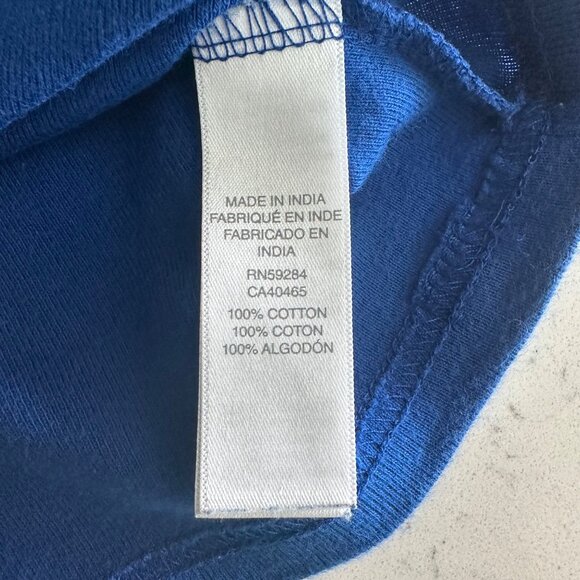 MADE IN INDIA
FABRIQUÉ EN INDE
FABRICADO EN
INDIA
RN59284
CA40465
100% COTTON
100% COTON
100% ALGODÓN